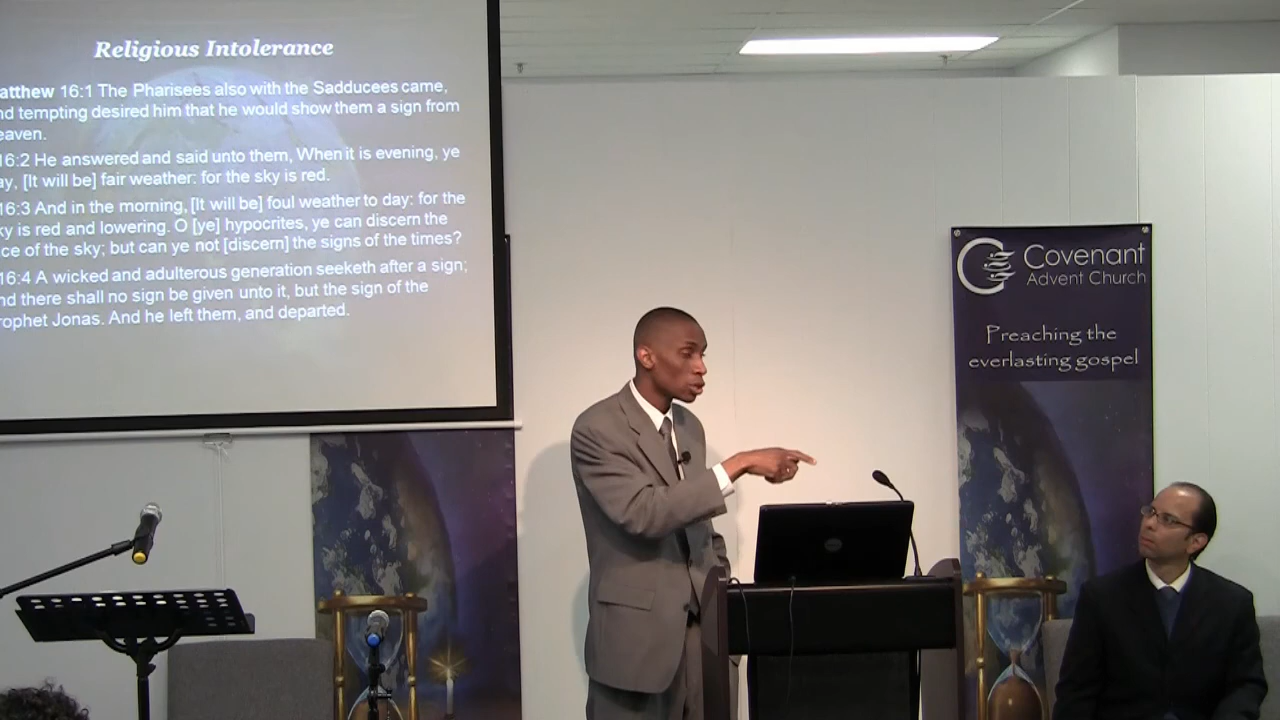 Religious Intolerance
atthew 16:1 The Pharisees also with the Sadducees came,
nd tempting desired him that he would show them a sign from
eaven.
16:2 He answered and said unto them, When it is evening, ye
ay, [It will be] fair weather: for the sky is red.
16:3 And in the morning, [It will be] foul weather to day: for the
ky is red and lowering. O [ye] hypocrites, ye can discern the
ce of the sky; but can ye not [discern] the signs of the times?
16:4 A wicked and adulterous generation seeketh after a sign;
nd there shall no sign be given unto it, but the sign of the
rophet Jonas. And he left them, and departed.
Covenant
Advent Church
Preaching the
everlasting gospel